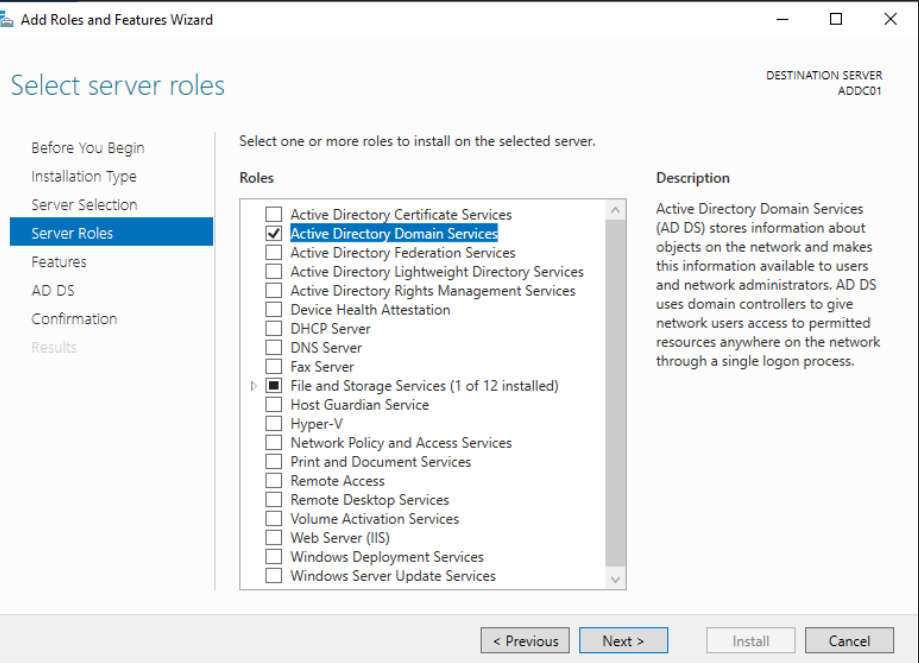 Add Roles and Features Wizard
Select server roles
DESTINATION SERVER
ADDC01
Before You Begin
Installation Type
Server Selection
Server Roles
Features
AD DS
Confirmation
Results
Select one or more roles to install on the selected server.
Roles
Active Directory Certificate Services
Active Directory Domain Services
Active Directory Federation Services
Active Directory Lightweight Directory Services
Active Directory Rights Management Services
Device Health Attestation
DHCP Server
DNS Server
Fax Server
File and Storage Services (1 of 12 installed)
Host Guardian Service
Hyper-V
Network Policy and Access Services
Print and Document Services
Remote Access
Remote Desktop Services
Volume Activation Services
Web Server (IIS)
Windows Deployment Services
Windows Server Update Services
Description
Active Directory Domain Services
(AD DS) stores information about
objects on the network and makes
this information available to users
and network administrators. AD DS
uses domain controllers to give
network users access to permitted
resources anywhere on the network
through a single logon process.
< Previous
Next >
Install
Cancel